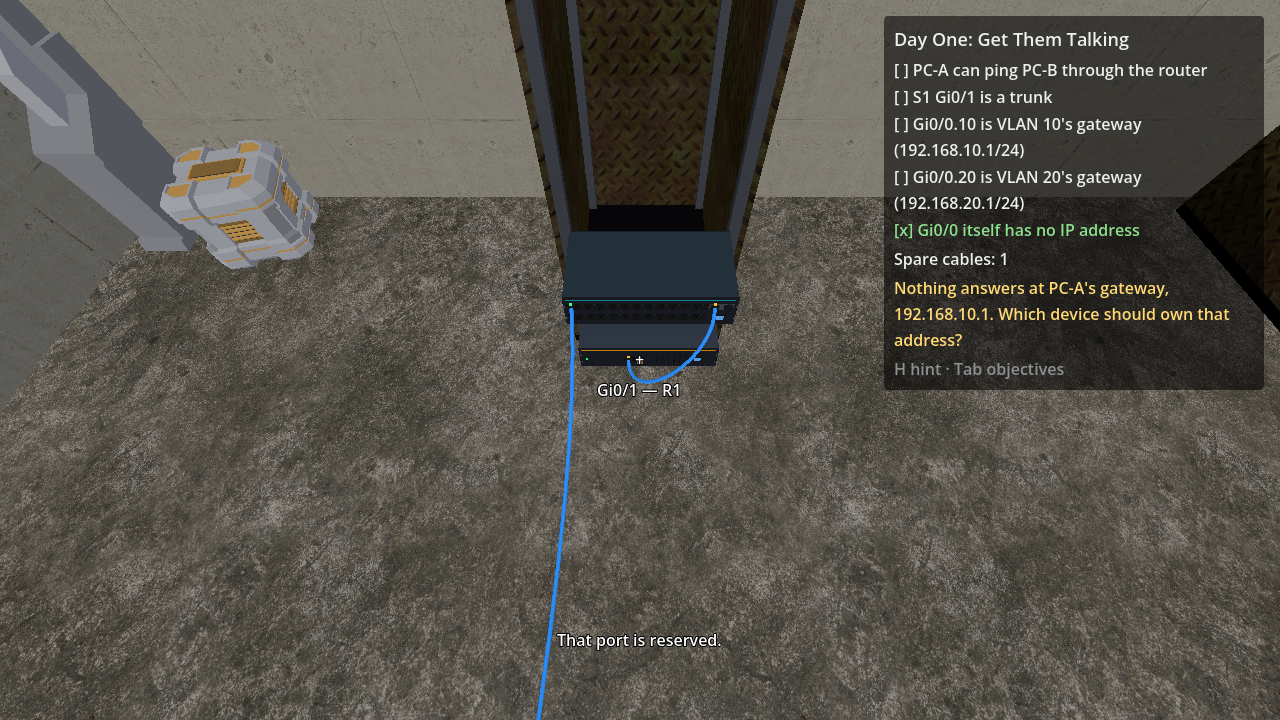 Day One: Get Them Talking
[ ] PC-A can ping PC-B through the router
[ ] S1 Gi0/1 is a trunk
[ ] Gi0/0.10 is VLAN 10's gateway
(192.168.10.1/24)
[ ] Gi0/0.20 is VLAN 20's gateway
(192.168.20.1/24)
[x] Gi0/0 itself has no IP address
Spare cables: 1
Nothing answers at PC-A's gateway,
192.168.10.1. Which device should own that
address?
H hint · Tab objectives
Gi0/1 — R1
That port is reserved.